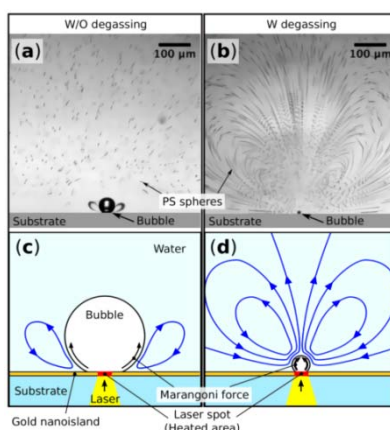 W/O degassing
W degassing
(a)
100 μm
(b)
100 μm
PS spheres
Substrate
Bubble
Substrate
Bubble
(c)
Water
(d)
Bubble
Substrate
Laser
Marangoni force
Gold nanoisland
Laser spot
(Heated area)